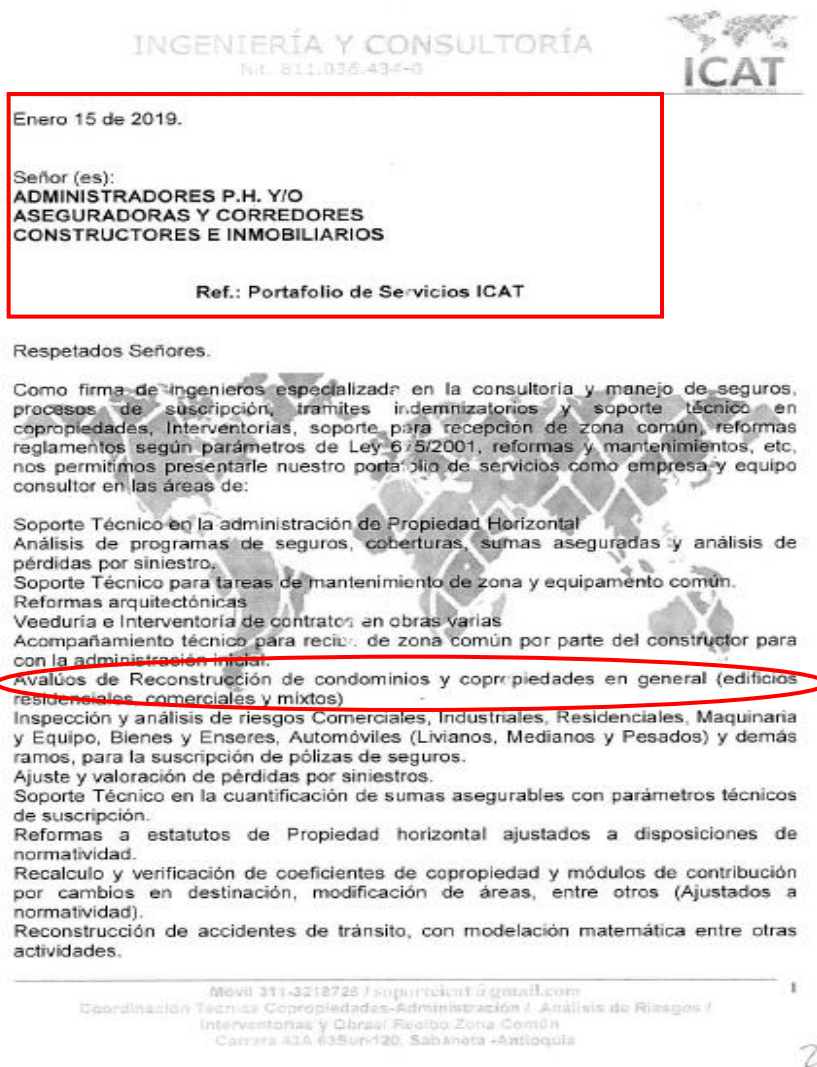 INGENIERÍA Y CONSULTORÍA
Nit. 811.036.434-0
ICAT
Enero 15 de 2019.
Señor (es):
ADMINISTRADORES P.H. Y/O
ASEGURADORAS Y CORREDORES
CONSTRUCTORES E INMOBILIARIOS
Ref.: Portafolio de Servicios ICAT
Respetados Señores.
Como firma de ingenieros especializada en la consultoria y manejo de seguros,
procesos de suscripción, tramites indemnizatorios y soporte técnico en
copropiedades, Interventorías, soporte para recepción de zona común, reformas
reglamentos según parámetros de Ley 675/2001, reformas y mantenimientos, etc,
nos permitimos presentarle nuestro portafolio de servicios como empresa y equipo
consultor en las áreas de:
Soporte Técnico en la administración de Propiedad Horizontal
Análisis de programas de seguros, coberturas, sumas aseguradas y análisis de
pérdidas por siniestro.
Soporte Técnico para tareas de mantenimiento de zona y equipamento común.
Reformas arquitectónicas
Veeduría e Interventoría de contratos en obras varias
Acompañamiento técnico para de zona común por parte del constructor para
con la administración inicial.
Avalúos de Reconstrucción de condominios y copropiedades en general (edificios
residenciales, comerciales y mixtos)
Inspección y análisis de riesgos Comerciales, Industriales, Residenciales, Maquinaria
y Equipo, Bienes y Enseres, Automóviles (Livianos, Medianos y Pesados) y demás
ramos, para la suscripción de pólizas de seguros.
Ajuste y valoración de pérdidas por siniestros.
Soporte Técnico en la cuantificación de sumas asegurables con parámetros técnicos
de suscripción.
Reformas a estatutos de Propiedad horizontal ajustados a disposiciones de
normatividad.
Recalculo y verificación de coeficientes de copropiedad y módulos de contribución
por cambios en destinación, modificación de áreas, entre otros (Ajustados a
normatividad).
Reconstrucción de accidentes de tránsito, con modelación matemática entre otras
actividades.
Movil 311-3218728 / soporteicat@gmail.com
1
Coordinacion Técnica Copropiedades-Administración / Análisis de Riesgos /
Interventorias y Obras/ Recibo Zona Común
Carrera 43A 63Sur-120, Sabaneta -Antioquia
2